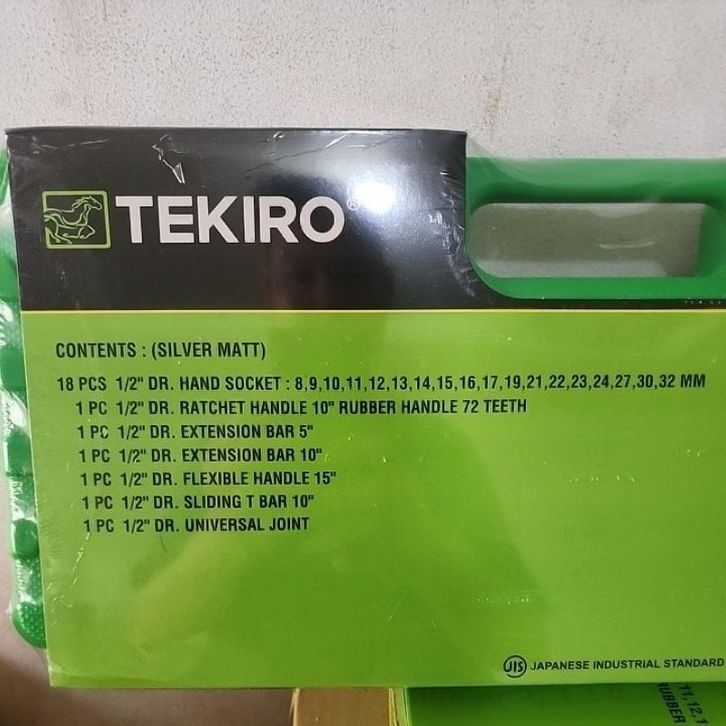 TEKIRO®
CONTENTS : (SILVER MATT)
18 PCS 1/2" DR. HAND SOCKET : 8,9,10,11,12,13,14,15,16,17,19,21,22,23,24,27,30,32 MM
1 PC 1/2" DR. RATCHET HANDLE 10" RUBBER HANDLE 72 TEETH
1 PC 1/2" DR. EXTENSION BAR 5"
1 PC 1/2" DR. EXTENSION BAR 10"
1 PC 1/2" DR. FLEXIBLE HANDLE 15"
1 PC 1/2" DR. SLIDING T BAR 10"
1 PC 1/2" DR. UNIVERSAL JOINT
JIS JAPANESE INDUSTRIAL STANDARD
11,12,1
RUBBER